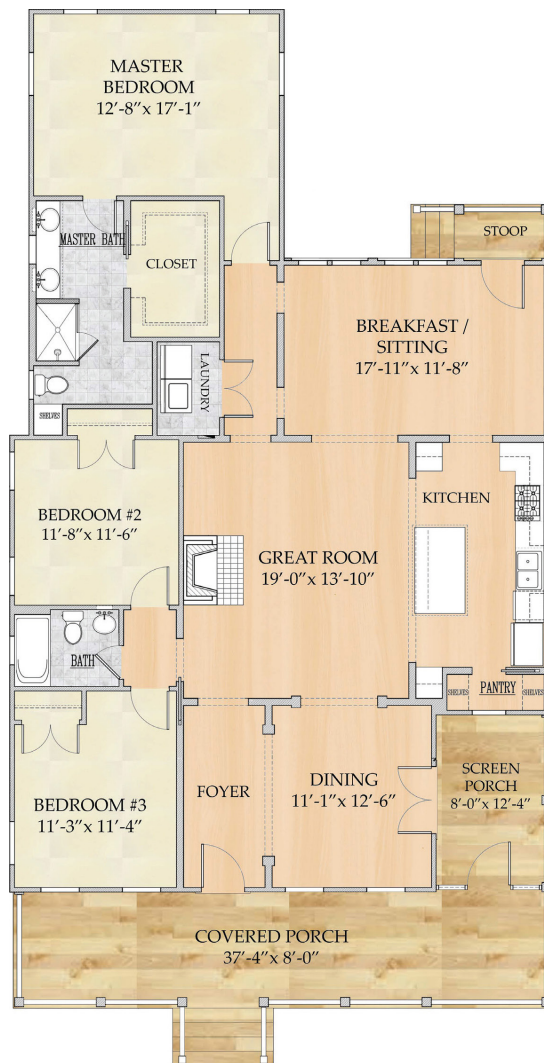 MASTER
BEDROOM
12'-8" x 17'-1"
STOOP
MASTER BATH
CLOSET
BREAKFAST /
SITTING
17'-11" x 11'-8"
LAUNDRY
SHELVES
BEDROOM #2
11'-8" x 11'-6"
KITCHEN
GREAT ROOM
19'-0" x 13'-10"
BATH
SHELVES
PANTRY
SHELVES
BEDROOM #3
11'-3" x 11'-4"
FOYER
DINING
11'-1" x 12'-6"
SCREEN
PORCH
8'-0" x 12'-4"
COVERED PORCH
37'-4" x 8'-0"